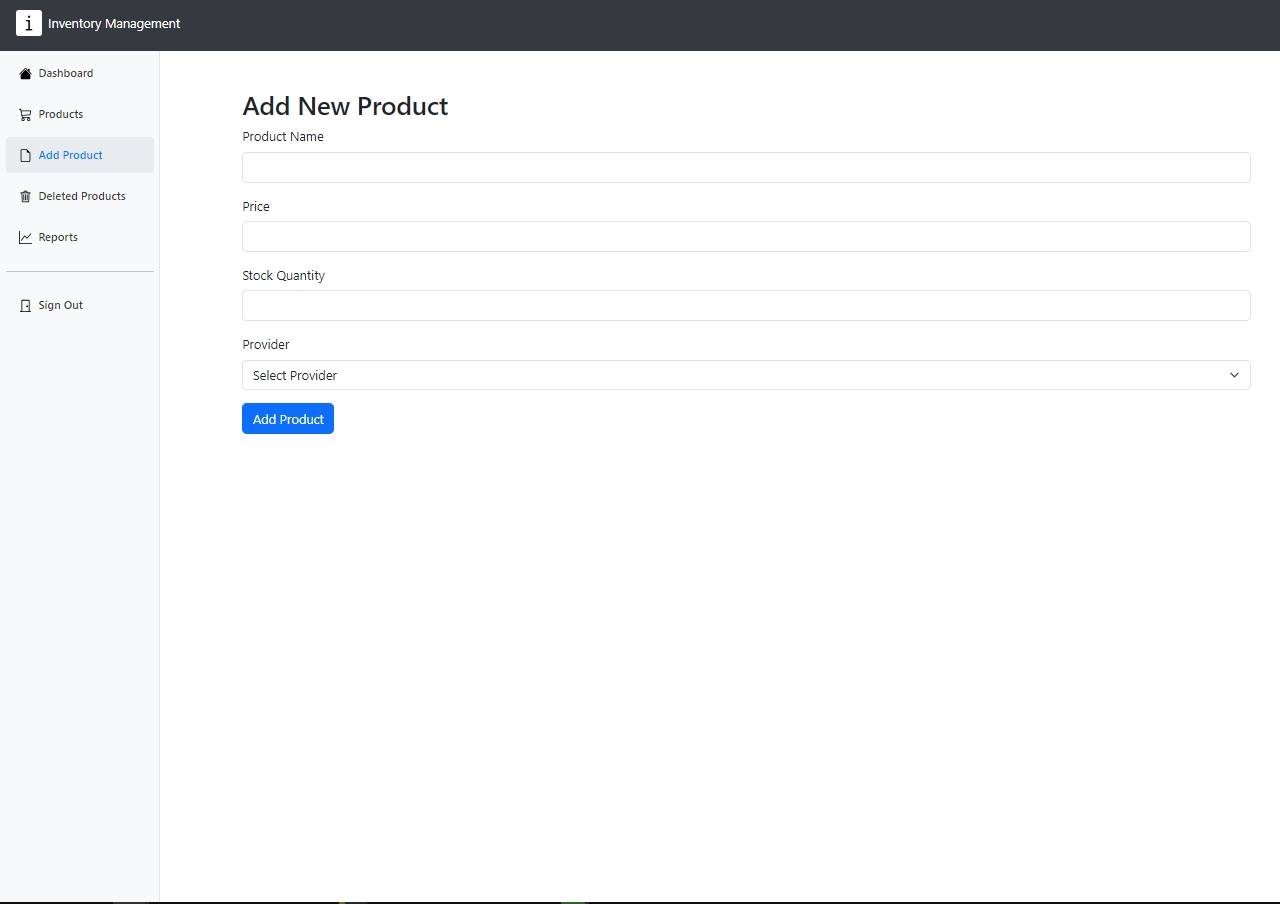 i Inventory Management
Dashboard
Products
Add Product
Deleted Products
Reports
Sign Out
Add New Product
Product Name
Price
Stock Quantity
Provider
Select Provider
Add Product